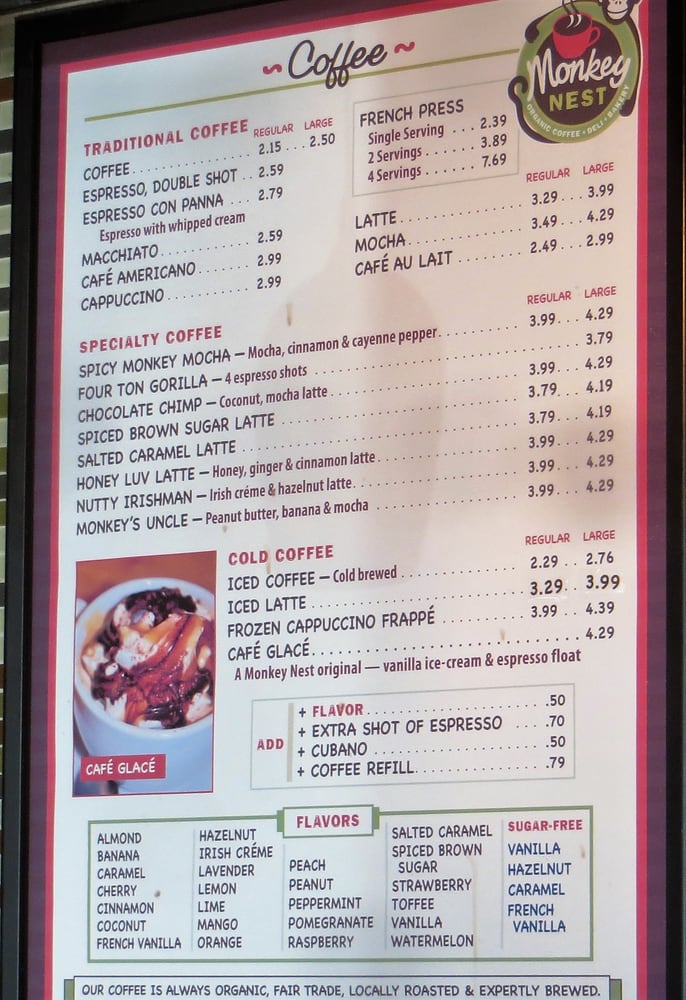 ~ Coffee ~
Monkey
NEST
ORGANIC COFFEE • DELI • BAKERY
TRADITIONAL COFFEE REGULAR LARGE
COFFEE 2.15 ... 2.50
ESPRESSO, DOUBLE SHOT .. 2.59
ESPRESSO CON PANNA ... 2.79
Espresso with whipped cream
MACCHIATO 2.59
CAFÉ AMERICANO 2.99
CAPPUCCINO 2.99
FRENCH PRESS
Single Serving ... 2.39
2 Servings 3.89
4 Servings 7.69
REGULAR LARGE
LATTE 3.29 ... 3.99
MOCHA 3.49 ... 4.29
CAFÉ AU LAIT 2.49 ... 2.99
SPECIALTY COFFEE REGULAR LARGE
SPICY MONKEY MOCHA — Mocha, cinnamon & cayenne pepper 3.99 ... 4.29
FOUR TON GORILLA — 4 espresso shots 3.79
CHOCOLATE CHIMP — Coconut, mocha latte 3.99 ... 4.29
SPICED BROWN SUGAR LATTE 3.79 ... 4.19
SALTED CARAMEL LATTE 3.79 ... 4.19
HONEY LUV LATTE — Honey, ginger & cinnamon latte 3.99 ... 4.29
NUTTY IRISHMAN — Irish créme & hazelnut latte 3.99 ... 4.29
MONKEY'S UNCLE — Peanut butter, banana & mocha 3.99 ... 4.29
COLD COFFEE REGULAR LARGE
ICED COFFEE — Cold brewed 2.29 .. 2.76
ICED LATTE 3.29 .. 3.99
FROZEN CAPPUCCINO FRAPPÉ 3.99 ... 4.39
CAFÉ GLACÉ 4.29
A Monkey Nest original — vanilla ice-cream & espresso float
CAFÉ GLACÉ
ADD
+ FLAVOR .50
+ EXTRA SHOT OF ESPRESSO .70
+ CUBANO .50
+ COFFEE REFILL .79
FLAVORS
ALMOND
BANANA
CARAMEL
CHERRY
CINNAMON
COCONUT
FRENCH VANILLA
HAZELNUT
IRISH CRÉME
LAVENDER
LEMON
LIME
MANGO
ORANGE
PEACH
PEANUT
PEPPERMINT
POMEGRANATE
RASPBERRY
SALTED CARAMEL
SPICED BROWN
SUGAR
STRAWBERRY
TOFFEE
VANILLA
WATERMELON
SUGAR-FREE
VANILLA
HAZELNUT
CARAMEL
FRENCH
VANILLA
OUR COFFEE IS ALWAYS ORGANIC, FAIR TRADE, LOCALLY ROASTED & EXPERTLY BREWED.